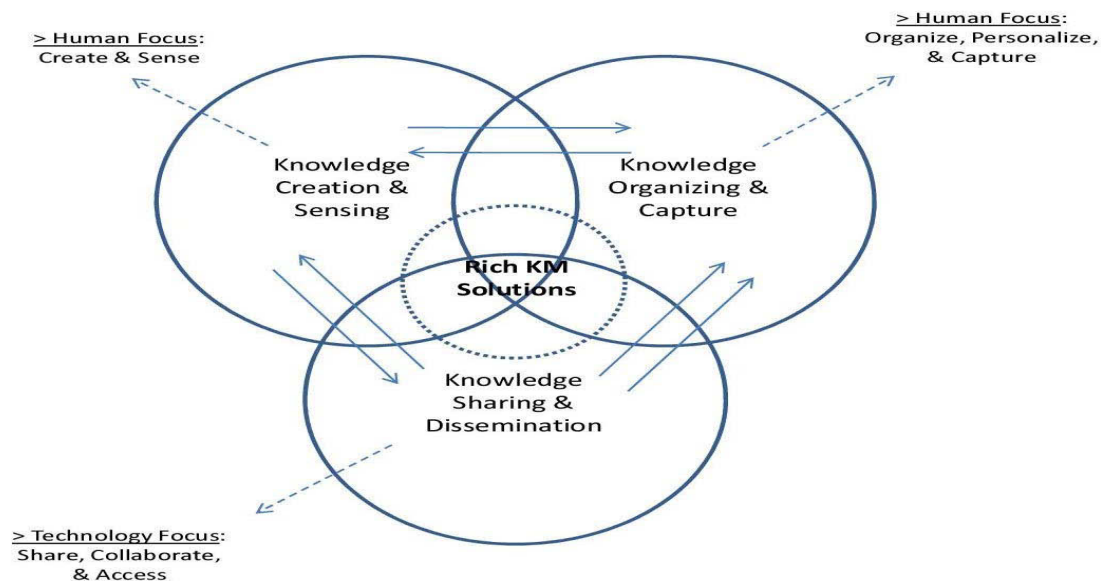 > Human Focus:
Create & Sense
> Human Focus:
Organize, Personalize,
& Capture
Knowledge
Creation &
Sensing
Knowledge
Organizing &
Capture
Rich KM
Solutions
Knowledge
Sharing &
Dissemination
> Technology Focus:
Share, Collaborate,
& Access